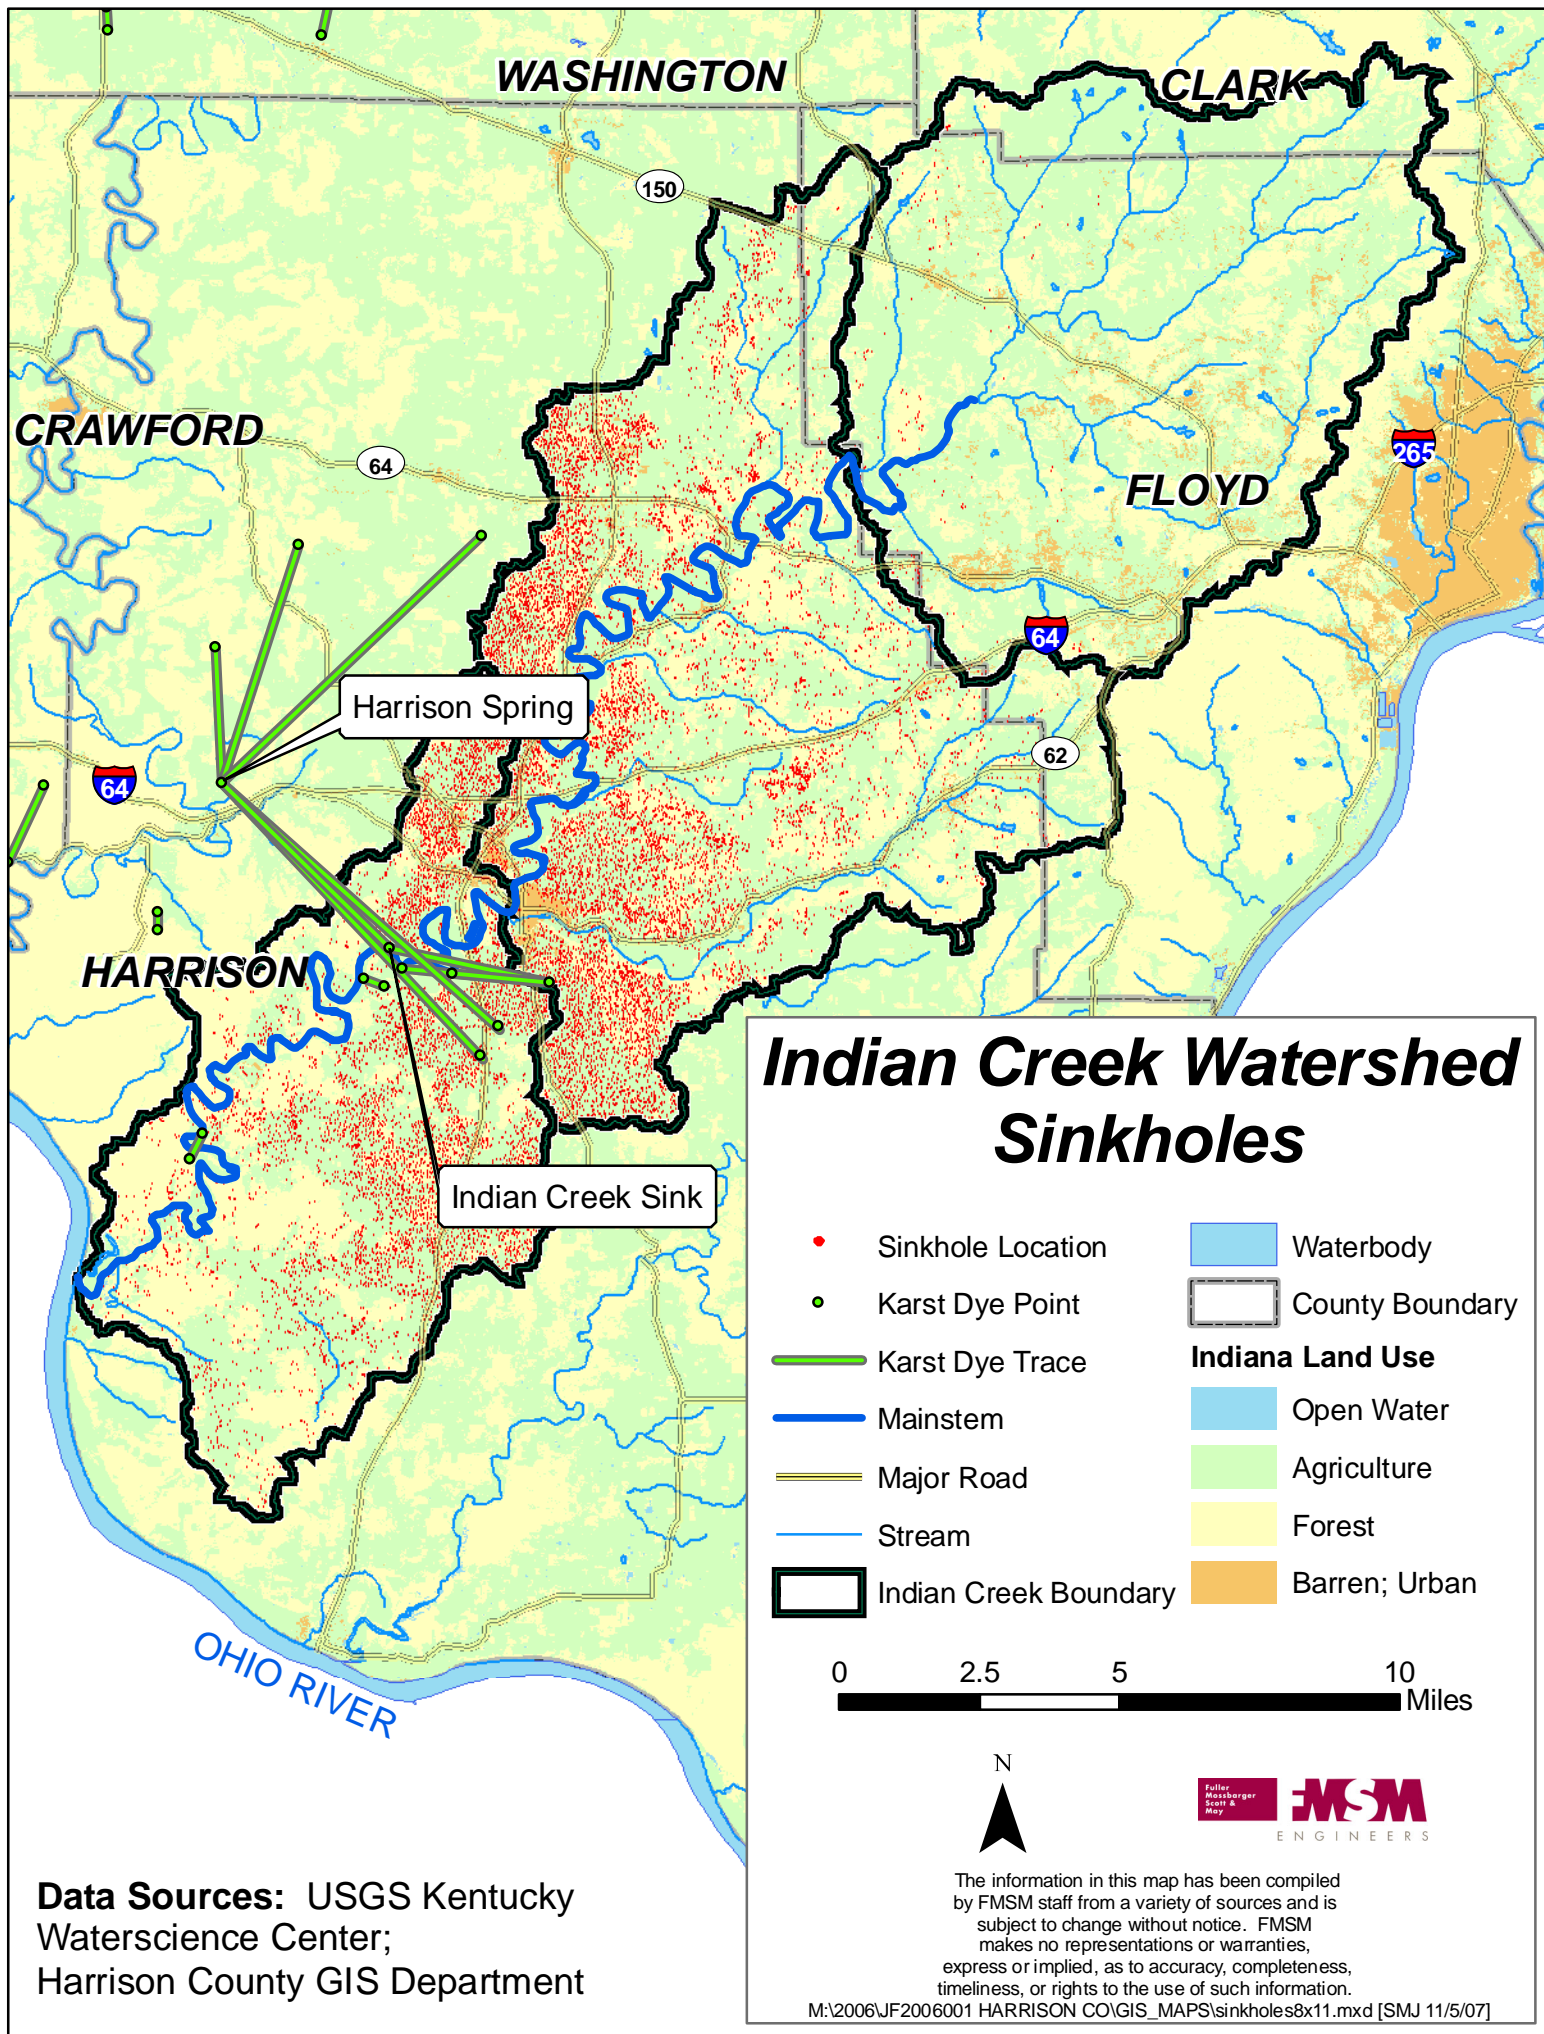 WASHINGTON
CLARK
150
CRAWFORD
64
265
FLOYD
64
Harrison Spring
62
64
HARRISON
Indian Creek Sink
OHIO RIVER
Indian Creek Watershed
Sinkholes
Sinkhole Location
Karst Dye Point
Karst Dye Trace
Mainstem
Major Road
Stream
Indian Creek Boundary
Waterbody
County Boundary
Indiana Land Use
Open Water
Agriculture
Forest
Barren; Urban
0 2.5 5 10
Miles
N
Fuller
Mossbarger
Scott &
May
FMSM
ENGINEERS
The information in this map has been compiled
by FMSM staff from a variety of sources and is
subject to change without notice. FMSM
makes no representations or warranties,
express or implied, as to accuracy, completeness,
timeliness, or rights to the use of such information.
M:\2006\JF2006001 HARRISON CO\GIS_MAPS\sinkholes8x11.mxd [SMJ 11/5/07]
Data Sources: USGS Kentucky
Waterscience Center;
Harrison County GIS Department